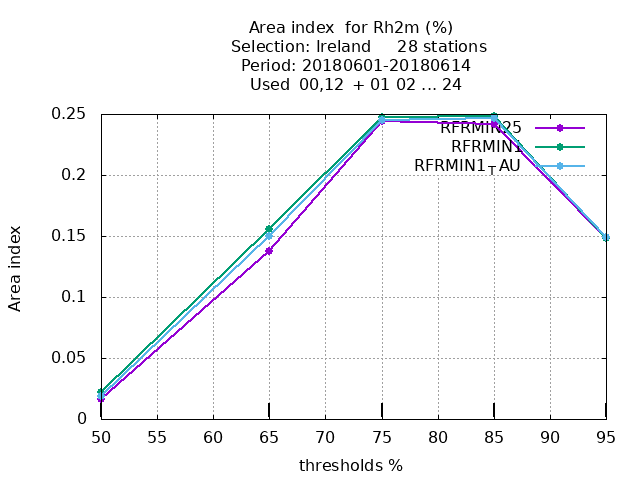 Area index for Rh2m (%)
Selection: Ireland 28 stations
Period: 20180601-20180614
Used 00,12 + 01 02 ... 24
0.25
RFRMIN25
RFRMIN1
RFRMIN1TAU
0.2
0.15
0.1
0.05
0
Area index
50 55 60 65 70 75 80 85 90 95
thresholds %